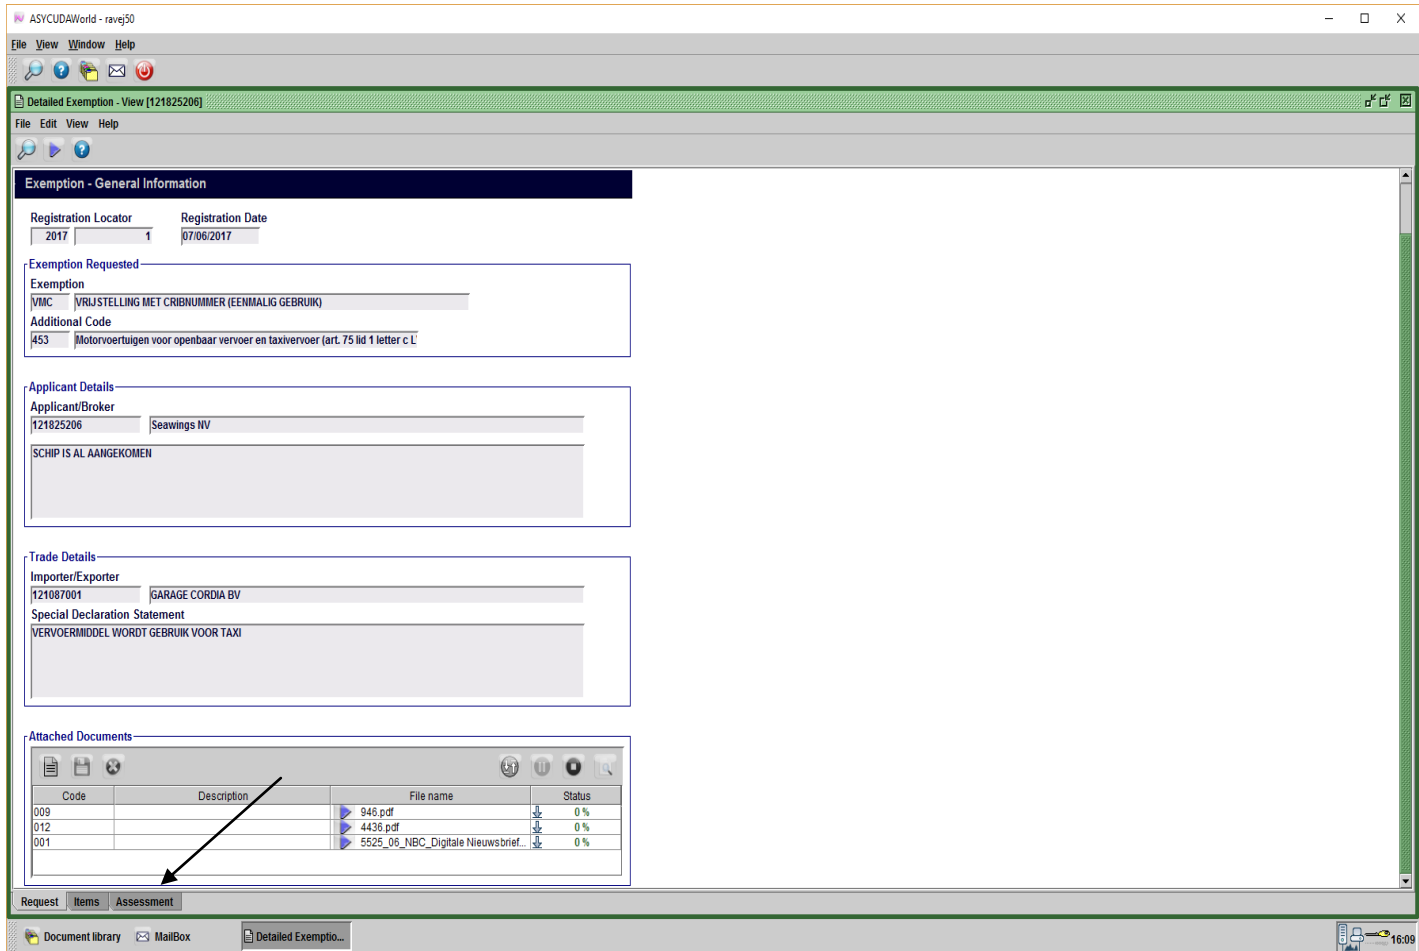 ASYCUDAWorld - ravej50
File View Window Help
Detailed Exemption - View [121825206]
File Edit View Help
Exemption - General Information
Registration Locator Registration Date
2017 1 07/06/2017
Exemption Requested
Exemption
VMC VRIJSTELLING MET CRIBNUMMER (EENMALIG GEBRUIK)
Additional Code
453 Motorvoertuigen voor openbaar vervoer en taxivervoer (art. 75 lid 1 letter c L
Applicant Details
Applicant/Broker
121825206 Seawings NV
SCHIP IS AL AANGEKOMEN
Trade Details
Importer/Exporter
121087001 GARAGE CORDIA BV
Special Declaration Statement
VERVOERMIDDEL WORDT GEBRUIK VOOR TAXI
Attached Documents
Code Description File name Status
009 946.pdf 0 %
012 4436.pdf 0 %
001 5525_06_NBC_Digitale Nieuwsbrief... 0 %
Request Items Assessment
Document library MailBox Detailed Exemptio... 16:09